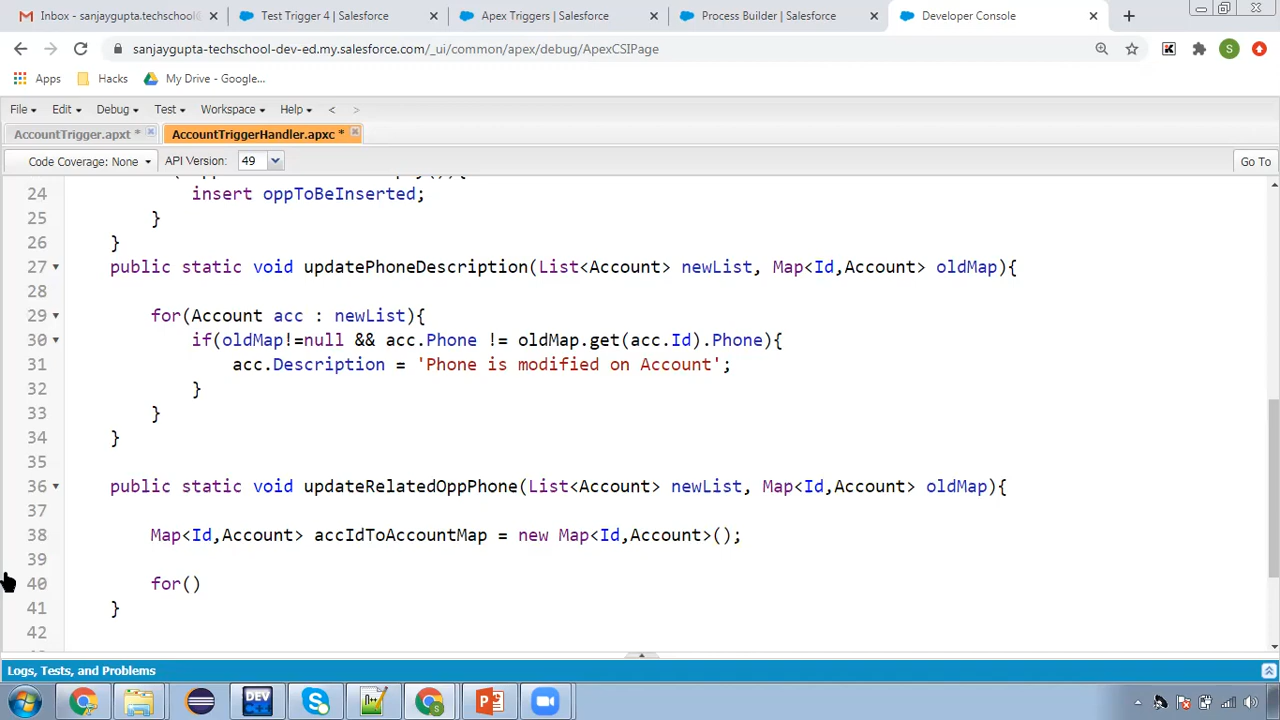 Inbox - sanjaygupta.techschool@
Test Trigger 4 | Salesforce
Apex Triggers | Salesforce
Process Builder | Salesforce
Developer Console
sanjaygupta-techschool-dev-ed.my.salesforce.com/_ui/common/apex/debug/ApexCSIPage
K
S
Apps
Hacks
My Drive - Google...
File
Edit
Debug
Test
Workspace
Help
<
>
AccountTrigger.apxt *
AccountTriggerHandler.apxc *
Code Coverage: None
API Version:
49
Go To
24 insert oppToBeInserted;
25 }
26 }
27 public static void updatePhoneDescription(List<Account> newList, Map<Id,Account> oldMap){
28
29 for(Account acc : newList){
30 if(oldMap!=null && acc.Phone != oldMap.get(acc.Id).Phone){
31 acc.Description = 'Phone is modified on Account';
32 }
33 }
34 }
35
36 public static void updateRelatedOppPhone(List<Account> newList, Map<Id,Account> oldMap){
37
38 Map<Id,Account> accIdToAccountMap = new Map<Id,Account>();
39
40 for()
41 }
42
Logs, Tests, and Problems
DEV